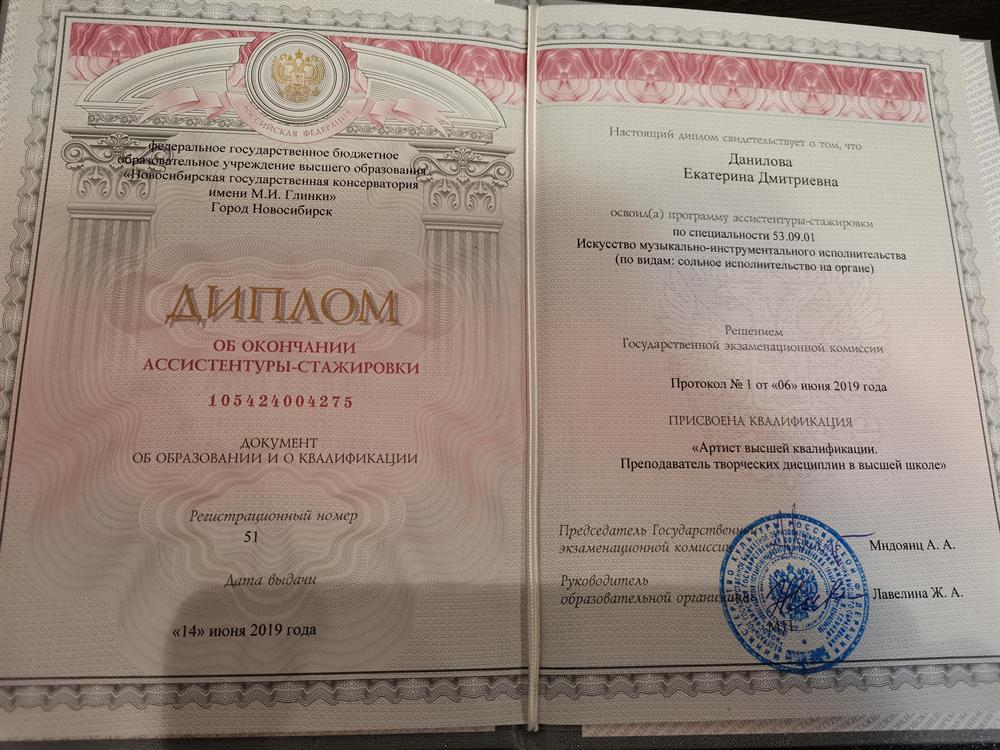 РОССИЙСКАЯ ФЕДЕРАЦИЯ
федеральное государственное бюджетное
образовательное учреждение высшего образования
«Новосибирская государственная консерватория
имени М.И. Глинки»
Город Новосибирск
ДИПЛОМ
ОБ ОКОНЧАНИИ
АССИСТЕНТУРЫ-СТАЖИРОВКИ
105424004275
ДОКУМЕНТ
ОБ ОБРАЗОВАНИИ И О КВАЛИФИКАЦИИ
Регистрационный номер
51
Дата выдачи
«14» июня 2019 года
Настоящий диплом свидетельствует о том, что
Данилова
Екатерина Дмитриевна
освоил(а) программу ассистентуры-стажировки
по специальности 53.09.01
Искусство музыкально-инструментального исполнительства
(по видам: сольное исполнительство на органе)
Решением
Государственной экзаменационной комиссии
Протокол № 1 от «06» июня 2019 года
ПРИСВОЕНА КВАЛИФИКАЦИЯ
«Артист высшей квалификации.
Преподаватель творческих дисциплин в высшей школе»
Председатель Государственной
экзаменационной комиссии
Мндоянц А. А.
Руководитель
образовательной организации
Лавелина Ж. А.
М.П.